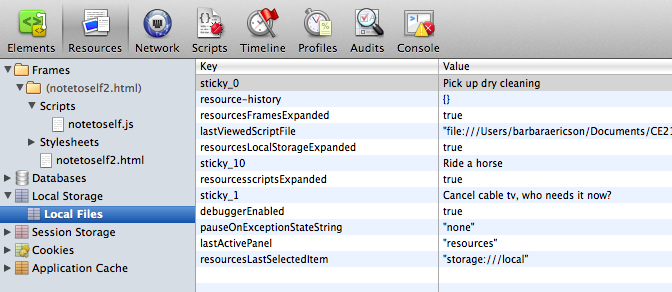 Elements Resources Network Scripts Timeline Profiles Audits Console
Frames
(notetoself2.html)
Scripts
notetoself.js
Stylesheets
notetoself2.html
Databases
Local Storage
Local Files
Session Storage
Cookies
Application Cache
Key Value
sticky_0 Pick up dry cleaning
resource-history {}
resourcesFramesExpanded true
lastViewedScriptFile "file:///Users/barbaraericson/Documents/CE21
resourcesLocalStorageExpanded true
sticky_10 Ride a horse
resourcesscriptsExpanded true
sticky_1 Cancel cable tv, who needs it now?
debuggerEnabled true
pauseOnExceptionStateString "none"
lastActivePanel "resources"
resourcesLastSelectedItem "storage:///local"